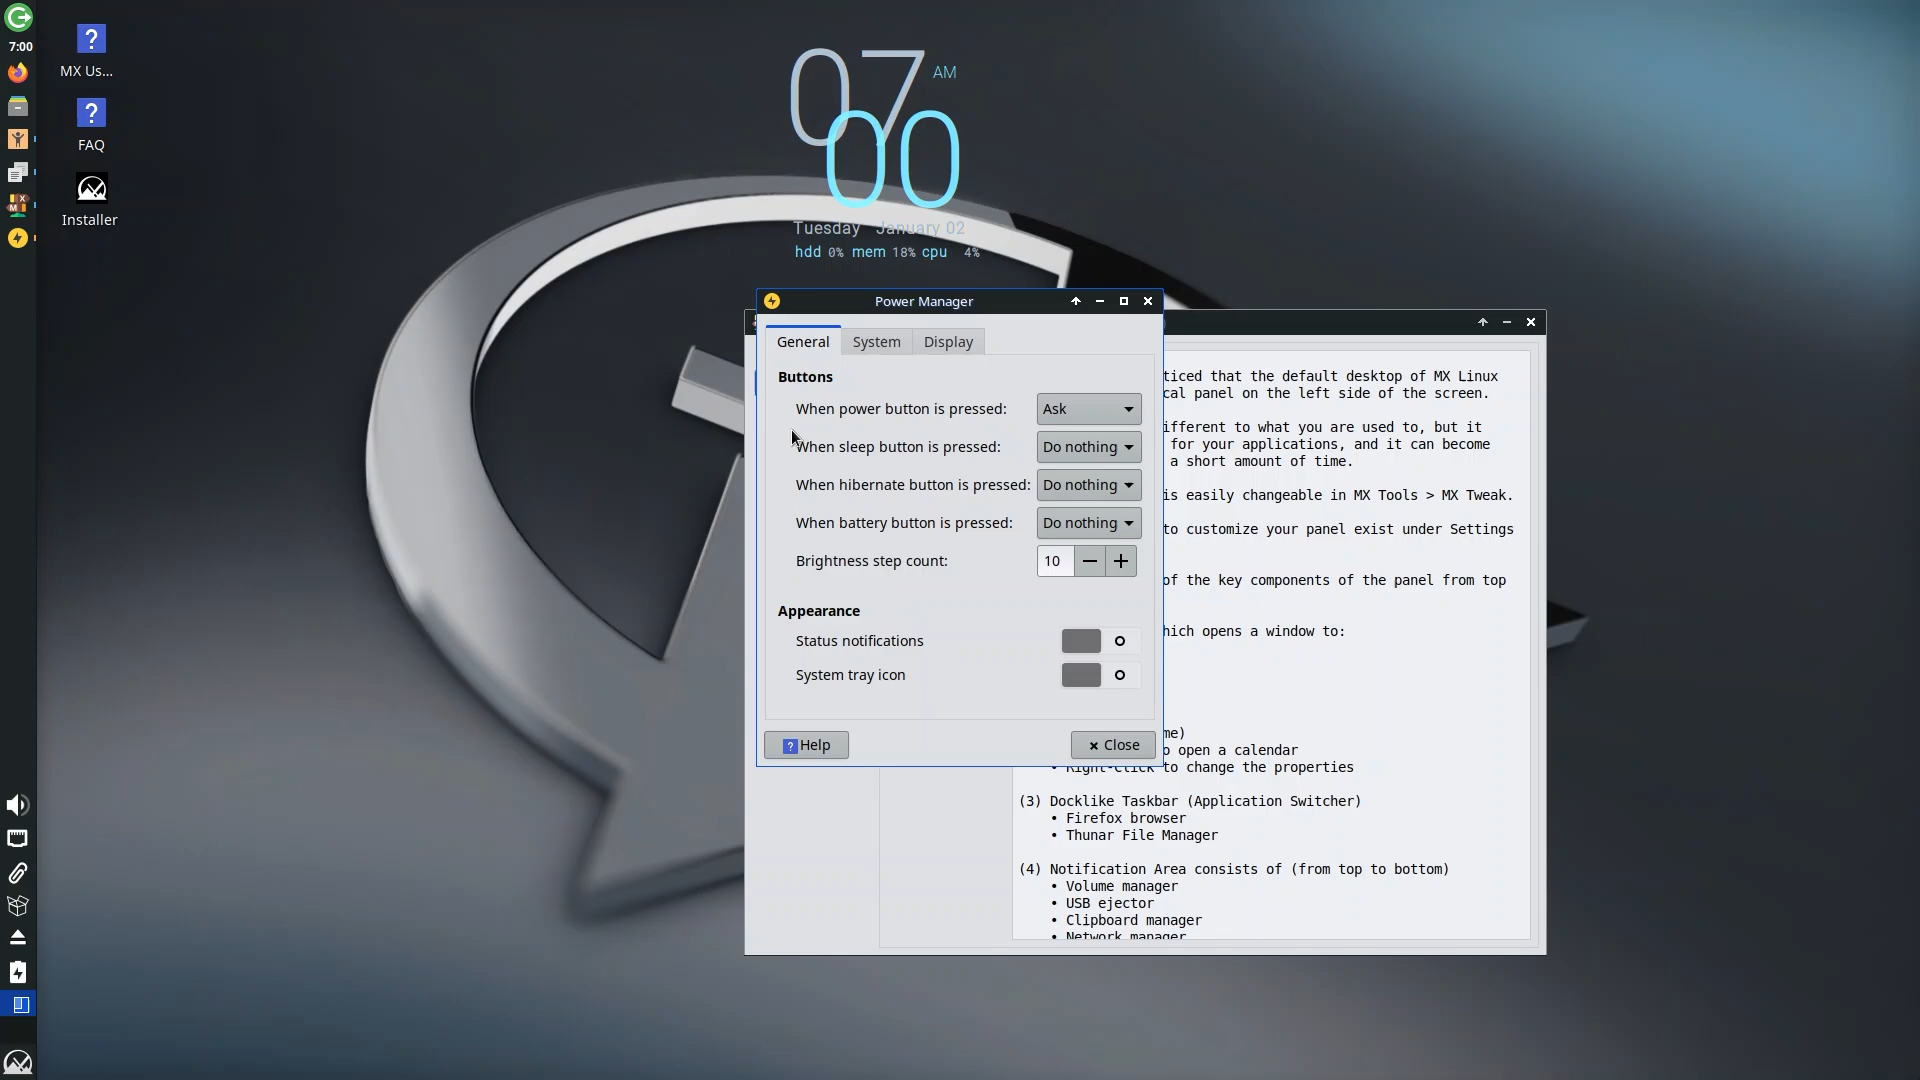 7:00
MX Us...
FAQ
Installer
07 AM
00
Tuesday January 02
hdd 0% mem 18% cpu 4%
Power Manager
General System Display
Buttons
When power button is pressed: Ask
When sleep button is pressed: Do nothing
When hibernate button is pressed: Do nothing
When battery button is pressed: Do nothing
Brightness step count: 10
Appearance
Status notifications
System tray icon
? Help
Close
ticed that the default desktop of MX Linux
cal panel on the left side of the screen.
ifferent to what you are used to, but it
for your applications, and it can become
a short amount of time.
is easily changeable in MX Tools > MX Tweak.
to customize your panel exist under Settings
of the key components of the panel from top
hich opens a window to:
me)
o open a calendar
• Right-Click to change the properties
(3) Docklike Taskbar (Application Switcher)
• Firefox browser
• Thunar File Manager
(4) Notification Area consists of (from top to bottom)
• Volume manager
• USB ejector
• Clipboard manager
• Network manager